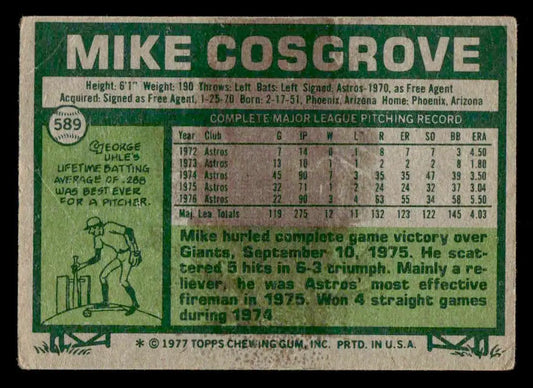 MIKE COSGROVE
Height: 6'1" Weight: 190 Throws: Left Bats: Left Signed: Astros-1970, as Free Agent
Acquired: Signed as Free Agent, 1-25-70 Born: 2-17-51, Phoenix, Arizona Home: Phoenix, Arizona
589
COMPLETE MAJOR LEAGUE PITCHING RECORD
Year Club G IP W L R ER SO BB ERA
1972 Astros 7 14 0 1 8 7 7 3 4.50
1973 Astros 13 10 1 1 3 2 2 8 1.80
1974 Astros 45 90 7 3 35 35 47 39 3.50
1975 Astros 32 71 1 2 24 24 32 37 3.04
1976 Astros 22 90 3 4 63 55 34 58 5.50
Maj. Lea Totals 119 275 12 11 132 123 122 145 4.03
GEORGE
UHLE'S
LIFETIME BATTING
AVERAGE OF .288
WAS BEST EVER
FOR A PITCHER.
Mike hurled complete game victory over
Giants, September 10, 1975. He scat-
tered 5 hits in 6-3 triumph. Mainly a re-
liever, he was Astros' most effective
fireman in 1975. Won 4 straight games
during 1974
* © 1977 TOPPS CHEWING GUM, INC. PRTD. IN U.S.A.